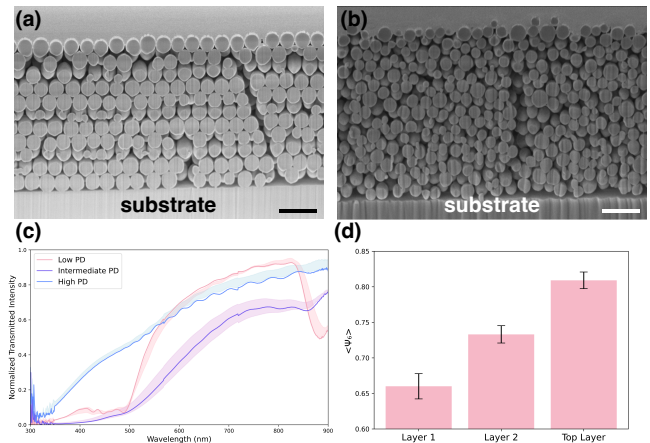 (a)
substrate
(b)
substrate
(c)
Normalized Transmitted Intensity
1.0
0.8
0.6
0.4
0.2
0.0
Low PD
Intermediate PD
High PD
300 400 500 600 700 800 900
Wavelength (nm)
(d)
<Ψ₆>
0.85
0.80
0.75
0.70
0.65
0.60
Layer 1 Layer 2 Top Layer